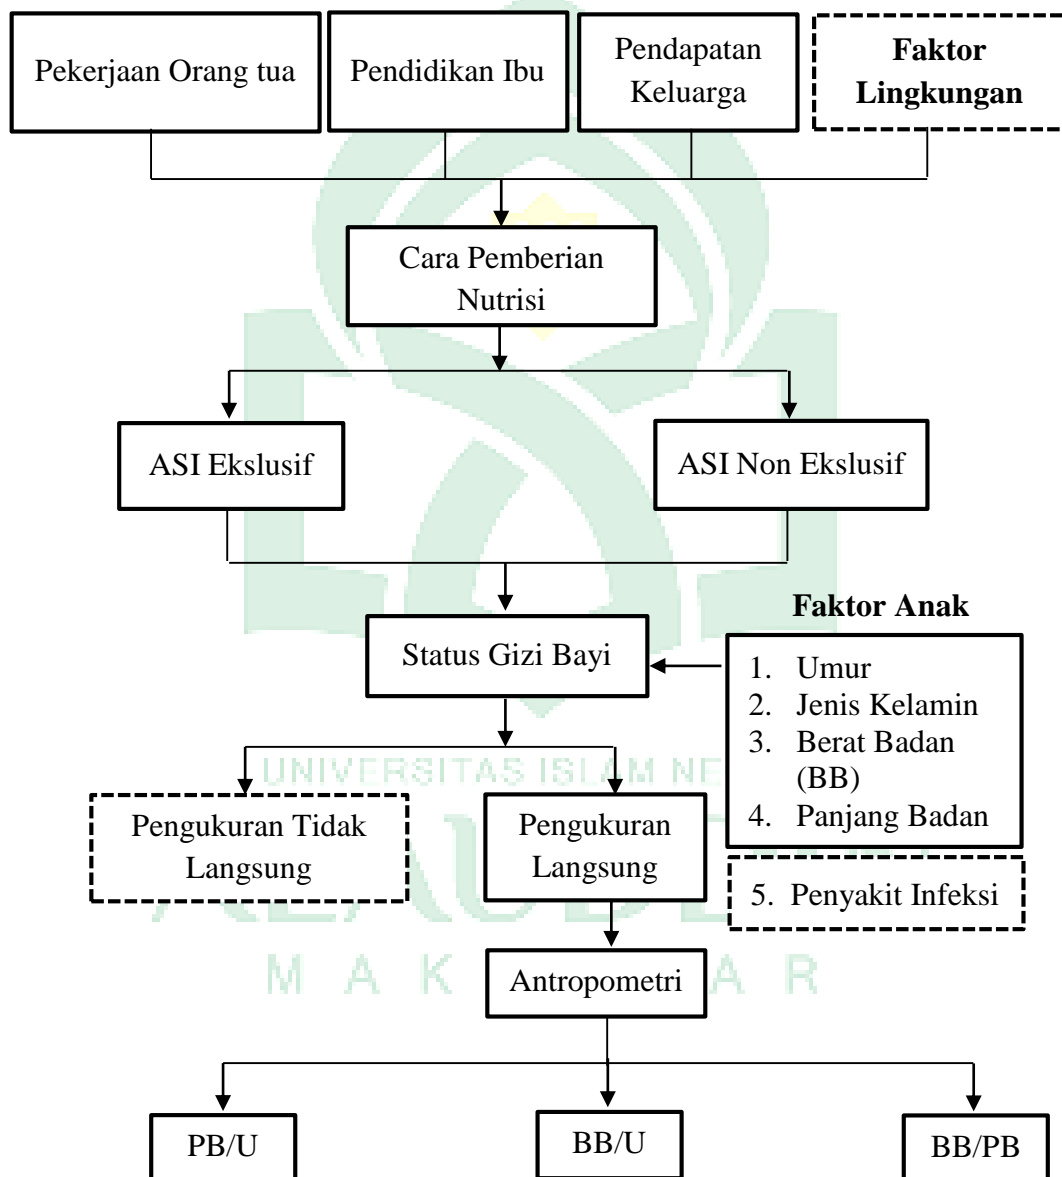 Pekerjaan Orang tua
Pendidikan Ibu
Pendapatan
Keluarga
Faktor
Lingkungan
Cara Pemberian
Nutrisi
ASI Ekslusif
ASI Non Ekslusif
Faktor Anak
Status Gizi Bayi
1. Umur
2. Jenis Kelamin
3. Berat Badan
(BB)
4. Panjang Badan
5. Penyakit Infeksi
UNIVERSITAS ISLAM NE
Pengukuran Tidak
Langsung
Pengukuran
Langsung
Antropometri
PB/U
BB/U
BB/PB